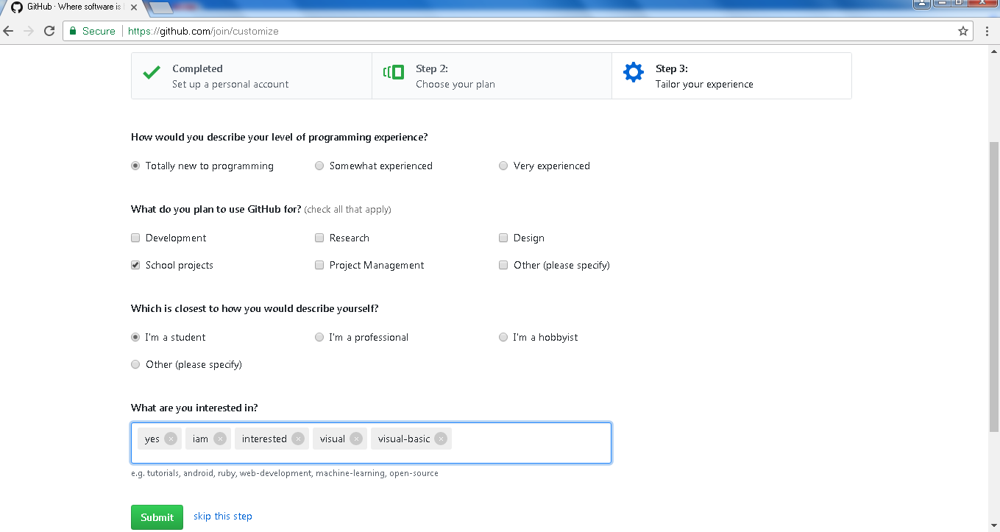 GitHub · Where software is
Secure https://github.com/join/customize
Completed
Set up a personal account
Step 2:
Choose your plan
Step 3:
Tailor your experience
How would you describe your level of programming experience?
Totally new to programming Somewhat experienced Very experienced
What do you plan to use GitHub for? (check all that apply)
Development Research Design
School projects Project Management Other (please specify)
Which is closest to how you would describe yourself?
I'm a student I'm a professional I'm a hobbyist
Other (please specify)
What are you interested in?
yes iam interested visual visual-basic
e.g. tutorials, android, ruby, web-development, machine-learning, open-source
Submit skip this step